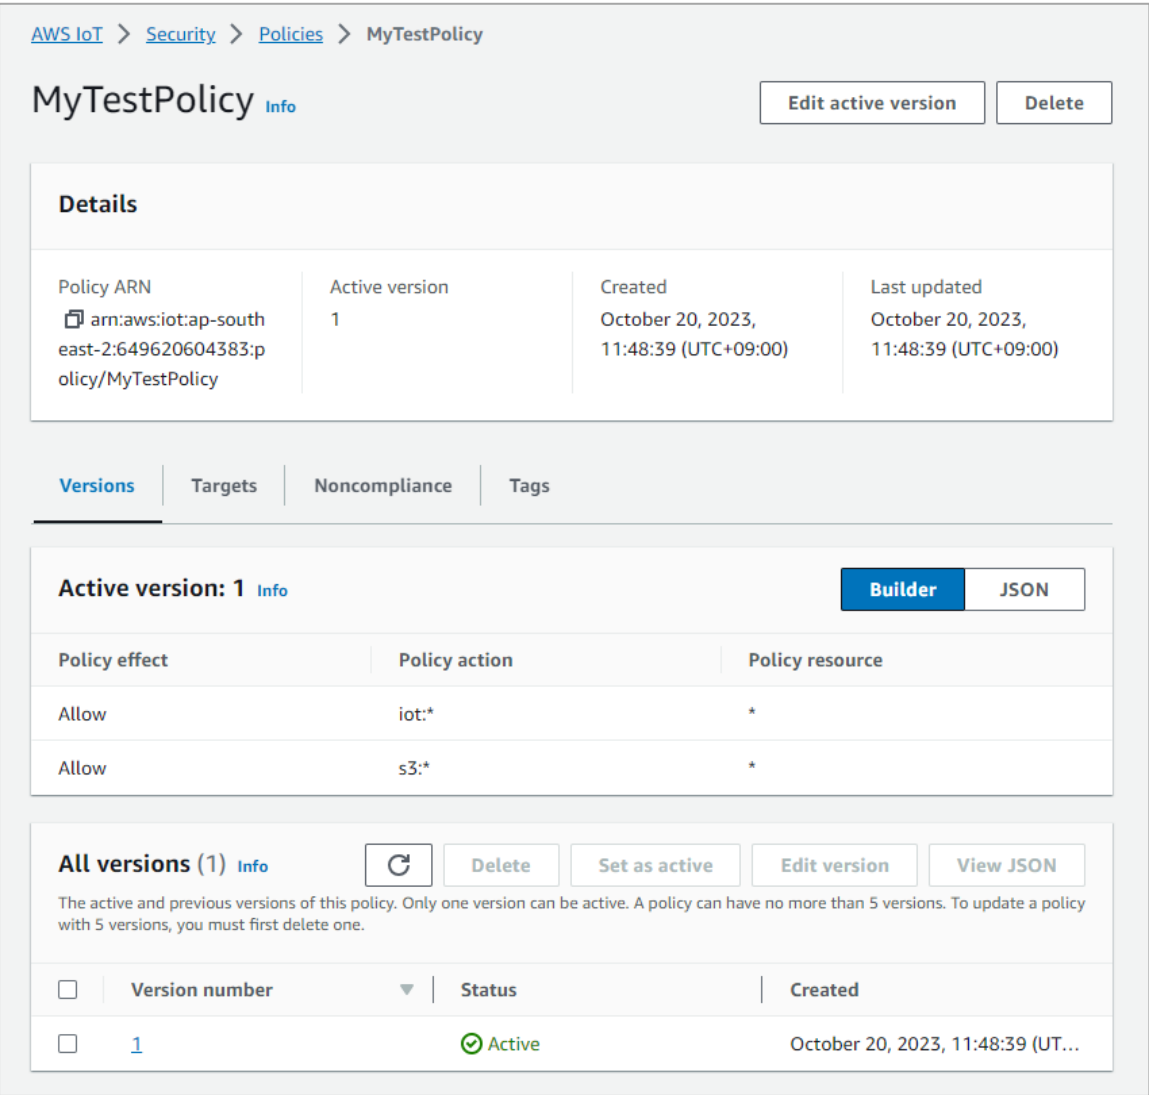 AWS IoT > Security > Policies > MyTestPolicy
MyTestPolicy Info
Edit active version
Delete
Details
Policy ARN
arn:aws:iot:ap-south
east-2:649620604383:p
olicy/MyTestPolicy
Active version
1
Created
October 20, 2023,
11:48:39 (UTC+09:00)
Last updated
October 20, 2023,
11:48:39 (UTC+09:00)
Versions
Targets
Noncompliance
Tags
Active version: 1 Info
Builder
JSON
Policy effect
Policy action
Policy resource
Allow
iot:*
*
Allow
s3:*
*
All versions (1) Info
Delete
Set as active
Edit version
View JSON
The active and previous versions of this policy. Only one version can be active. A policy can have no more than 5 versions. To update a policy
with 5 versions, you must first delete one.
Version number
Status
Created
1
Active
October 20, 2023, 11:48:39 (UT...